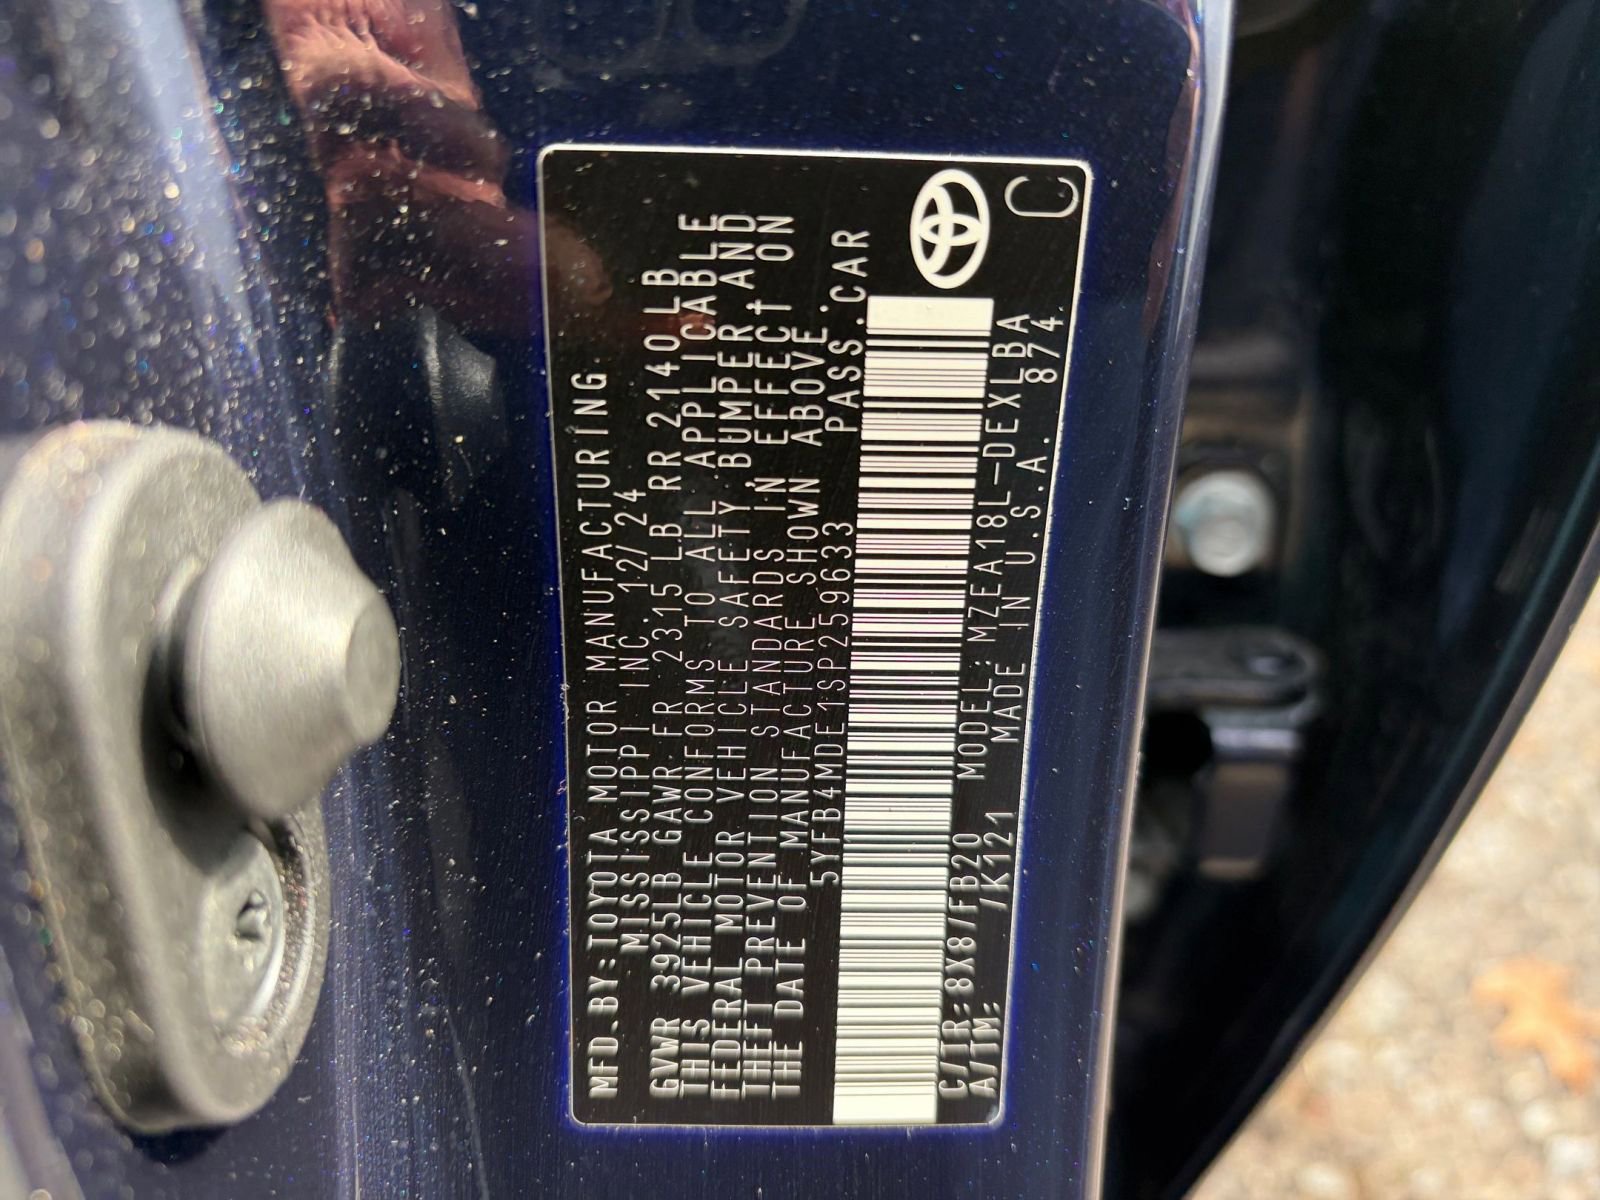 MFD.BY:TOYOTA MOTOR MANUFACTURING,
MISSISSIPPI INC. 12/24
GVWR 3925LB GAWR FR 2315LB RR 2140LB
THIS VEHICLE CONFORMS TO ALL APPLICABLE
FEDERAL MOTOR VEHICLE SAFETY, BUMPER AND
THEFT PREVENTION STANDARDS IN EFFECT ON
THE DATE OF MANUFACTURE SHOWN ABOVE.
5YFB4MDE1SP259633 PASS.CAR
C/TR:8X8/FB20 MODEL:MZEA18L-DEXLBA
A/TM: /K121 MADE IN U.S.A. 874
C